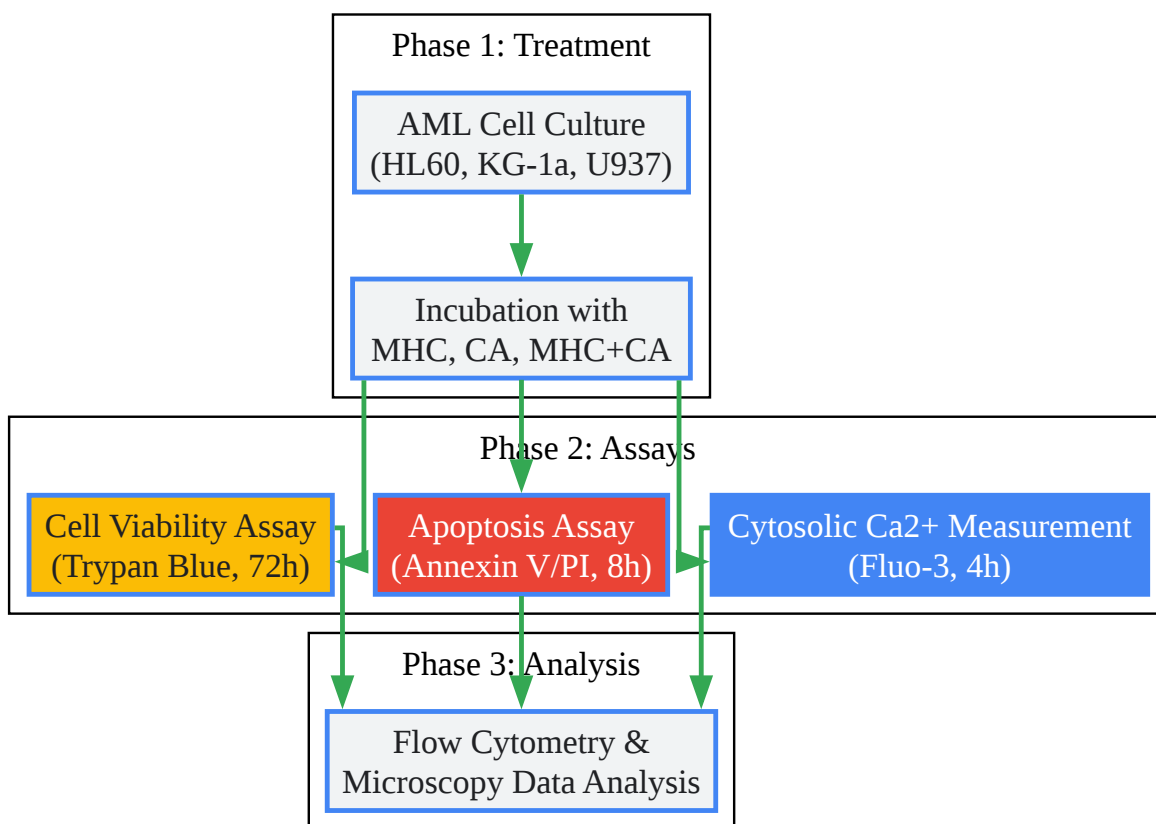 Phase 1: Treatment
AML Cell Culture
(HL60, KG-1a, U937)
Incubation with
MHC, CA, MHC+CA
Phase 2: Assays
Cell Viability Assay
(Trypan Blue, 72h)
Apoptosis Assay
(Annexin V/PI, 8h)
Cytosolic Ca2+ Measurement
(Fluo-3, 4h)
Phase 3: Analysis
Flow Cytometry &
Microscopy Data Analysis